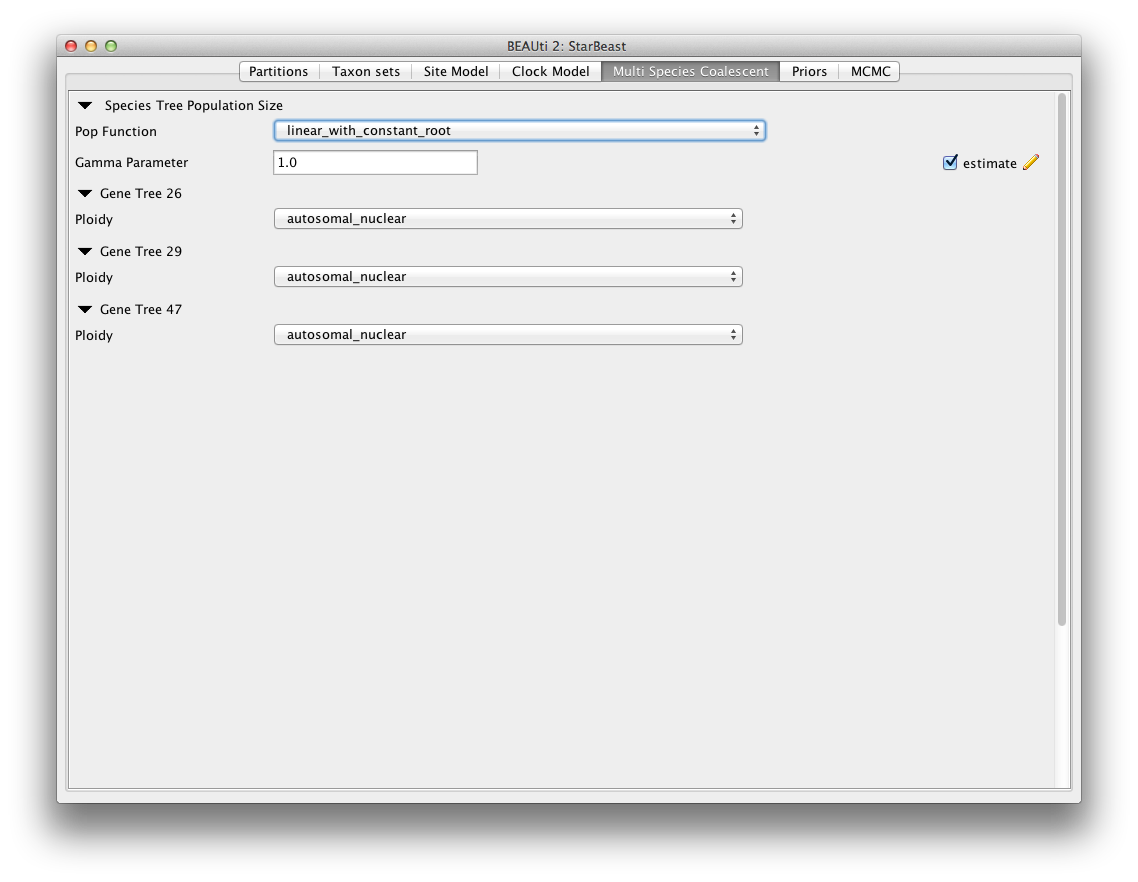 BEAUti 2: StarBeast
Partitions Taxon sets Site Model Clock Model Multi Species Coalescent Priors MCMC
Species Tree Population Size
Pop Function linear_with_constant_root
Gamma Parameter 1.0 estimate
Gene Tree 26
Ploidy autosomal_nuclear
Gene Tree 29
Ploidy autosomal_nuclear
Gene Tree 47
Ploidy autosomal_nuclear